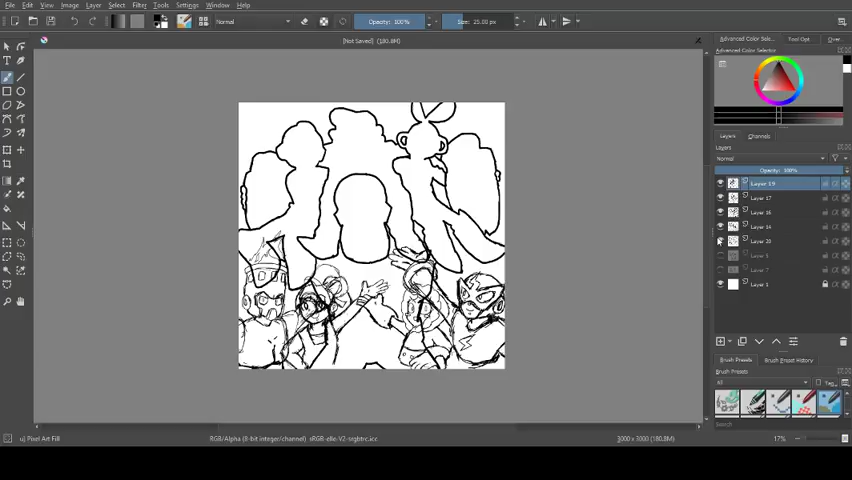 File Edit View Image Layer Select Filter Tools Settings Window Help
Normal Opacity: 100% Size: 25.00 px
[Not Saved] (180.8M)
Advanced Color Selec... Tool Opt... Over...
Advanced Color Selector
Layers Channels
Layers
Normal
Opacity: 100%
Layer 19
Layer 17
Layer 16
Layer 14
Layer 20
Layer 7
Layer 1
Brush Presets Brush Preset History
Brush Presets
All Tag
Search
u) Pixel Art Fill RGB/Alpha (8-bit integer/channel) sRGB-elle-V2-srgbtrc.icc 3000 x 3000 (180.8M) 17%